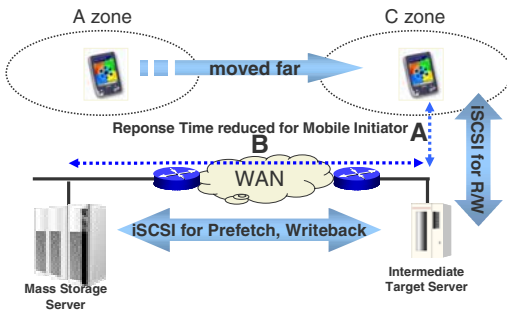 A zone
C zone
moved far
Reponse Time reduced for Mobile Initiator
A
B
iSCSI for R/W
WAN
iSCSI for Prefetch, Writeback
Mass Storage
Server
Intermediate
Target Server